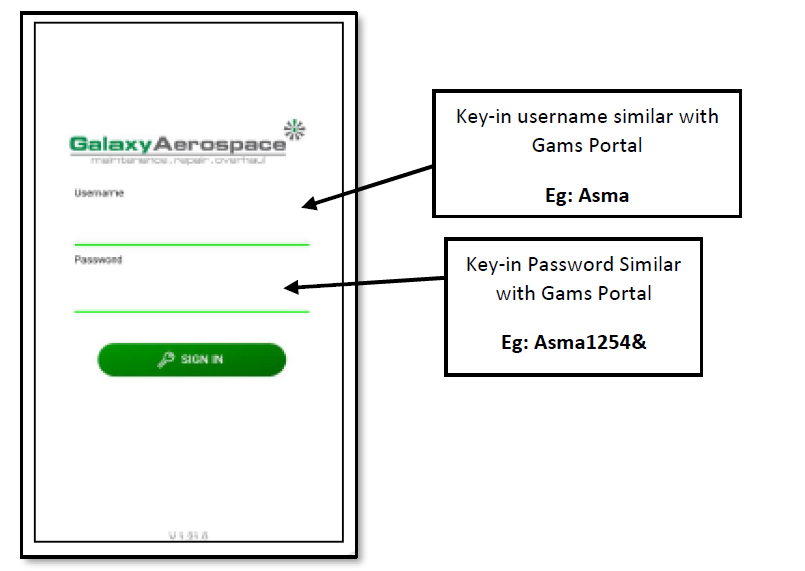 GalaxyAerospace
maintenance.repair.overhaul
Username
Password
SIGN IN
Key-in username similar with
Gams Portal
Eg: Asma
Key-in Password Similar
with Gams Portal
Eg: Asma1254&